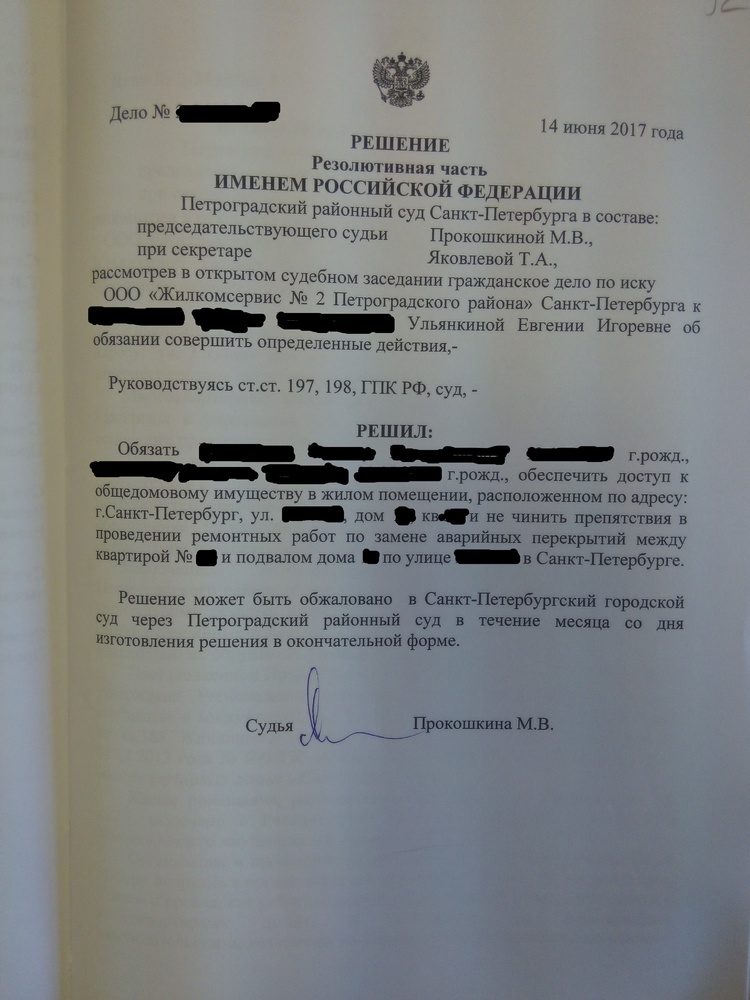 Дело №
14 июня 2017 года
РЕШЕНИЕ
Резолютивная часть
ИМЕНЕМ РОССИЙСКОЙ ФЕДЕРАЦИИ
Петроградский районный суд Санкт-Петербурга в составе:
председательствующего судьи Прокошкиной М.В.,
при секретаре Яковлевой Т.А.,
рассмотрев в открытом судебном заседании гражданское дело по иску
ООО «Жилкомсервис № 2 Петроградского района» Санкт-Петербурга к
Ульянкиной Евгении Игоревне об
обязании совершить определенные действия,-
Руководствуясь ст.ст. 197, 198, ГПК РФ, суд, -
РЕШИЛ:
Обязать г.рожд.,
г.рожд., обеспечить доступ к
общедомовому имуществу в жилом помещении, расположенном по адресу:
г.Санкт-Петербург, ул. , дом кв и не чинить препятствия в
проведении ремонтных работ по замене аварийных перекрытий между
квартирой № и подвалом дома по улице в Санкт-Петербурге.
Решение может быть обжаловано в Санкт-Петербургский городской
суд через Петроградский районный суд в течение месяца со дня
изготовления решения в окончательной форме.
Судья Прокошкина М.В.